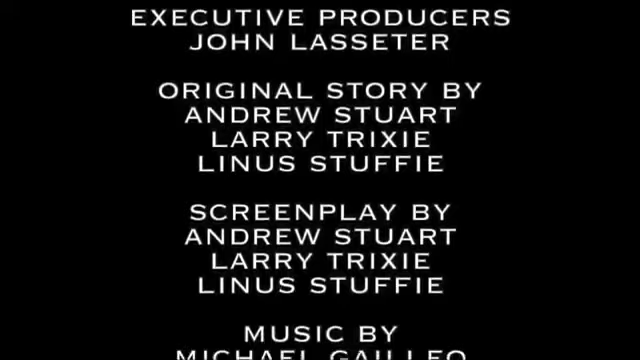 EXECUTIVE PRODUCERS
JOHN LASSETER
ORIGINAL STORY BY
ANDREW STUART
LARRY TRIXIE
LINUS STUFFIE
SCREENPLAY BY
ANDREW STUART
LARRY TRIXIE
LINUS STUFFIE
MUSIC BY
MICHAEL